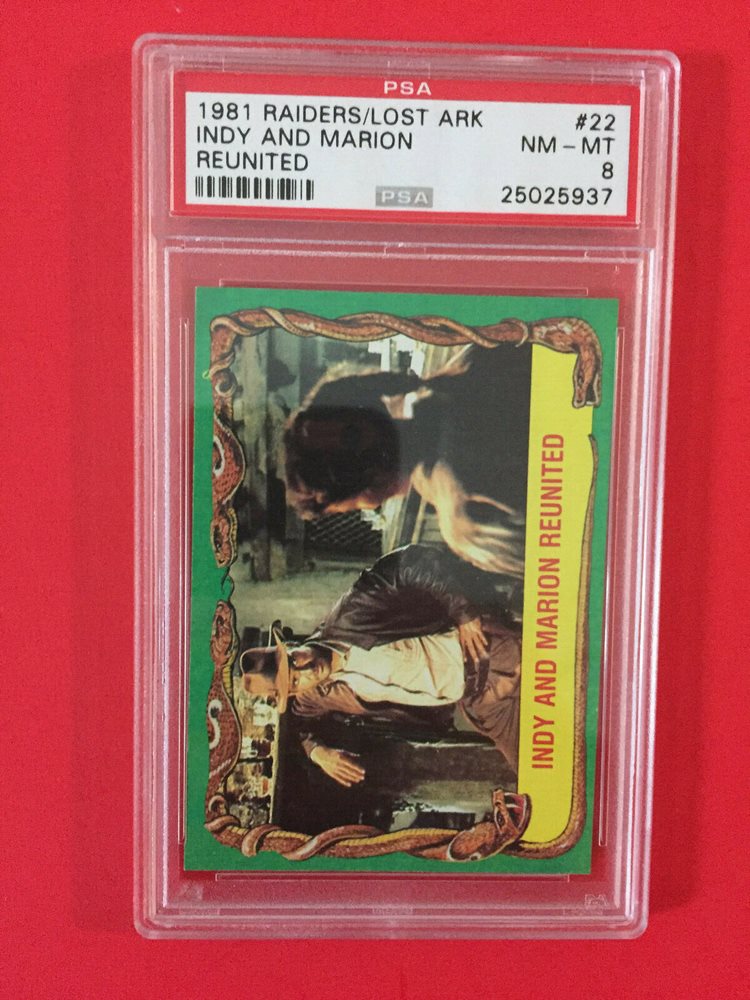 PSA
1981 RAIDERS/LOST ARK #22
INDY AND MARION NM - MT
REUNITED 8
PSA 25025937
INDY AND MARION REUNITED